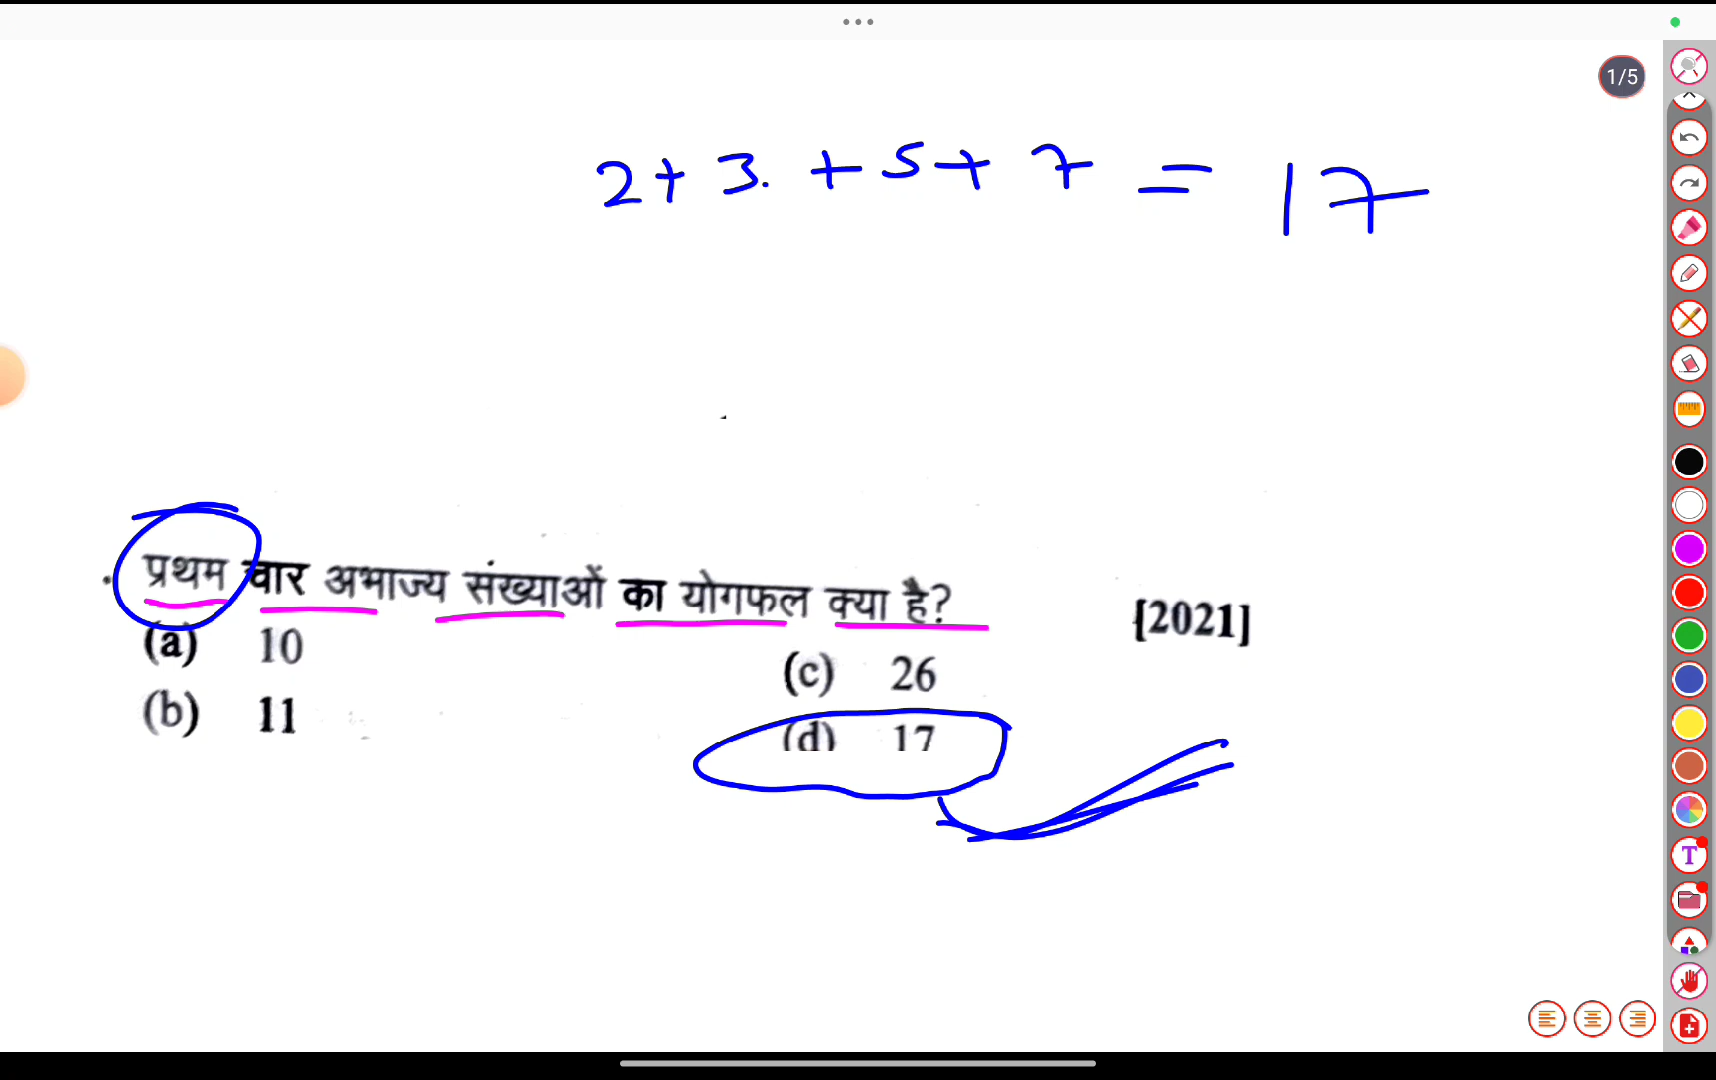 1/5
2+3.+5+7 = 17
प्रथम चार अभाज्य संख्याओं का योगफल क्या है? [2021]
(a) 10
(c) 26
(b) 11
(d) 17
T